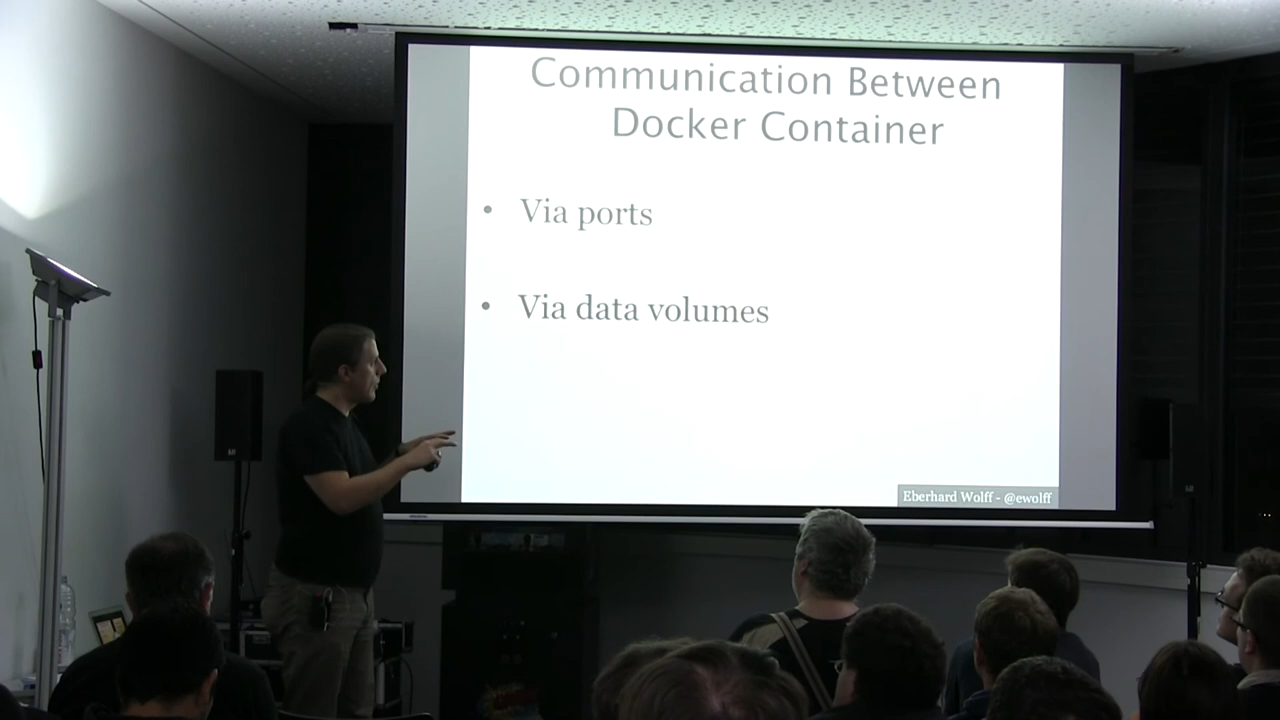 Communication Between
Docker Container
• Via ports
• Via data volumes
Eberhard Wolff - @ewolff